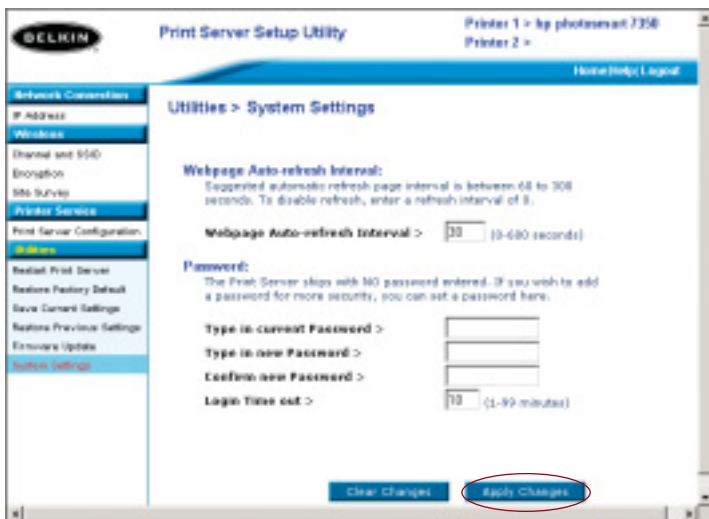 BELKIN
Print Server Setup Utility
Printer 1 > hp photosmart 7350
Printer 2 >
Home|Help|Logout
Network Connection
IP Address
Wireless
Channel and SSID
Encryption
Site Survey
Printer Service
Print Server Configuration
Utilities
Restart Print Server
Restore Factory Default
Save Current Settings
Restore Previous Settings
Firmware Update
System Settings
Utilities > System Settings
Webpage Auto-refresh Interval:
Suggested automatic refresh page interval is between 60 to 300
seconds. To disable refresh, enter a refresh interval of 0.
Webpage Auto-refresh Interval > 30 (0-600 seconds)
Password:
The Print Server ships with NO password entered. If you wish to add
a password for more security, you can set a password here.
Type in current Password >
Type in new Password >
Confirm new Password >
Login Time out > 10 (1-99 minutes)
Clear Changes
Apply Changes